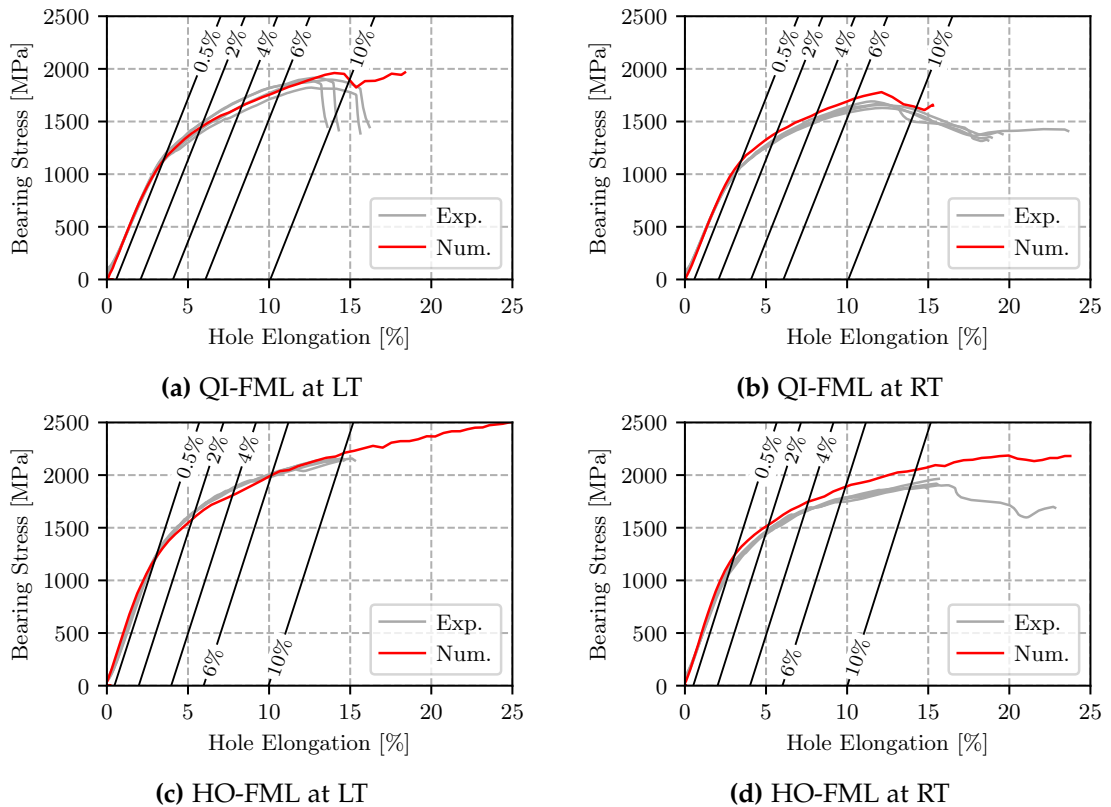 2500
2000
1500
1000
500
0
Bearing Stress [MPa]
0.5%
2%
4%
6%
10%
Exp.
Num.
0 5 10 15 20 25
Hole Elongation [%]
(a) QI-FML at LT
2500
2000
1500
1000
500
0
Bearing Stress [MPa]
0.5%
2%
4%
6%
10%
Exp.
Num.
0 5 10 15 20 25
Hole Elongation [%]
(b) QI-FML at RT
2500
2000
1500
1000
500
0
Bearing Stress [MPa]
0.5%
2%
4%
6%
10%
Exp.
Num.
0 5 10 15 20 25
Hole Elongation [%]
(c) HO-FML at LT
2500
2000
1500
1000
500
0
Bearing Stress [MPa]
0.5%
2%
4%
6%
10%
Exp.
Num.
0 5 10 15 20 25
Hole Elongation [%]
(d) HO-FML at RT